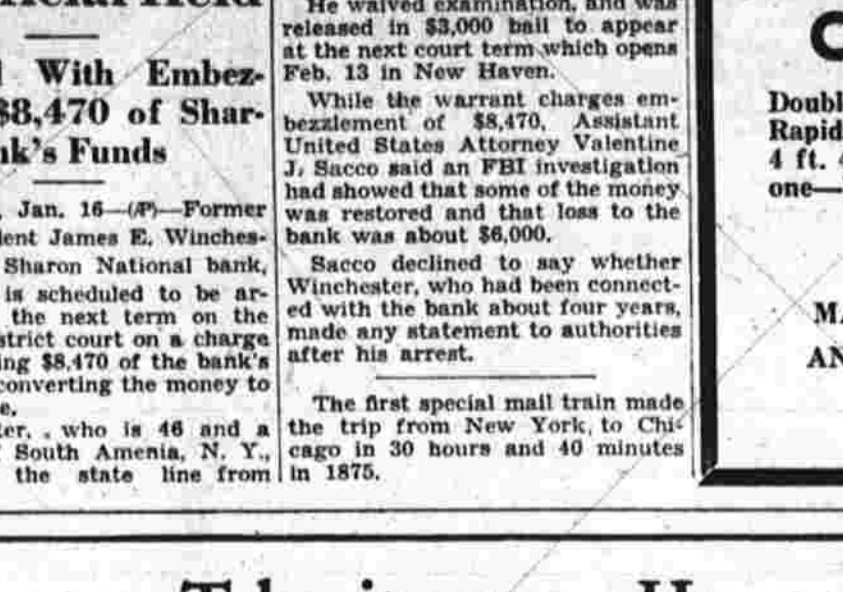 With Embez-
$8,470 of Shar-
nk's Funds
Jan. 16—(AP)—Former
dent James E. Winches-
Sharon National bank,
is scheduled to be ar-
the next term on the
strict court on a charge
ing $8,470 of the bank's
converting the money to
e.
ter, . who is 46 and a
South Amenia, N. Y.,
the state line from
He waived examination, and was
released in $3,000 bail to appear
at the next court term which opens
Feb. 13 in New Haven.
While the warrant charges em-
bezzlement of $8,470, Assistant
United States Attorney Valentine
J. Sacco said an FBI investigation
had showed that some of the money
was restored and that loss to the
bank was about $6,000.
Sacco declined to say whether
Winchester, who had been connect-
ed with the bank about four years,
made any statement to authorities
after his arrest.
The first special mail train made
the trip from New York, to Chi-
cago in 30 hours and 40 minutes
in 1875.
Doubl
Rapid
4 ft.
one—
MA
AN